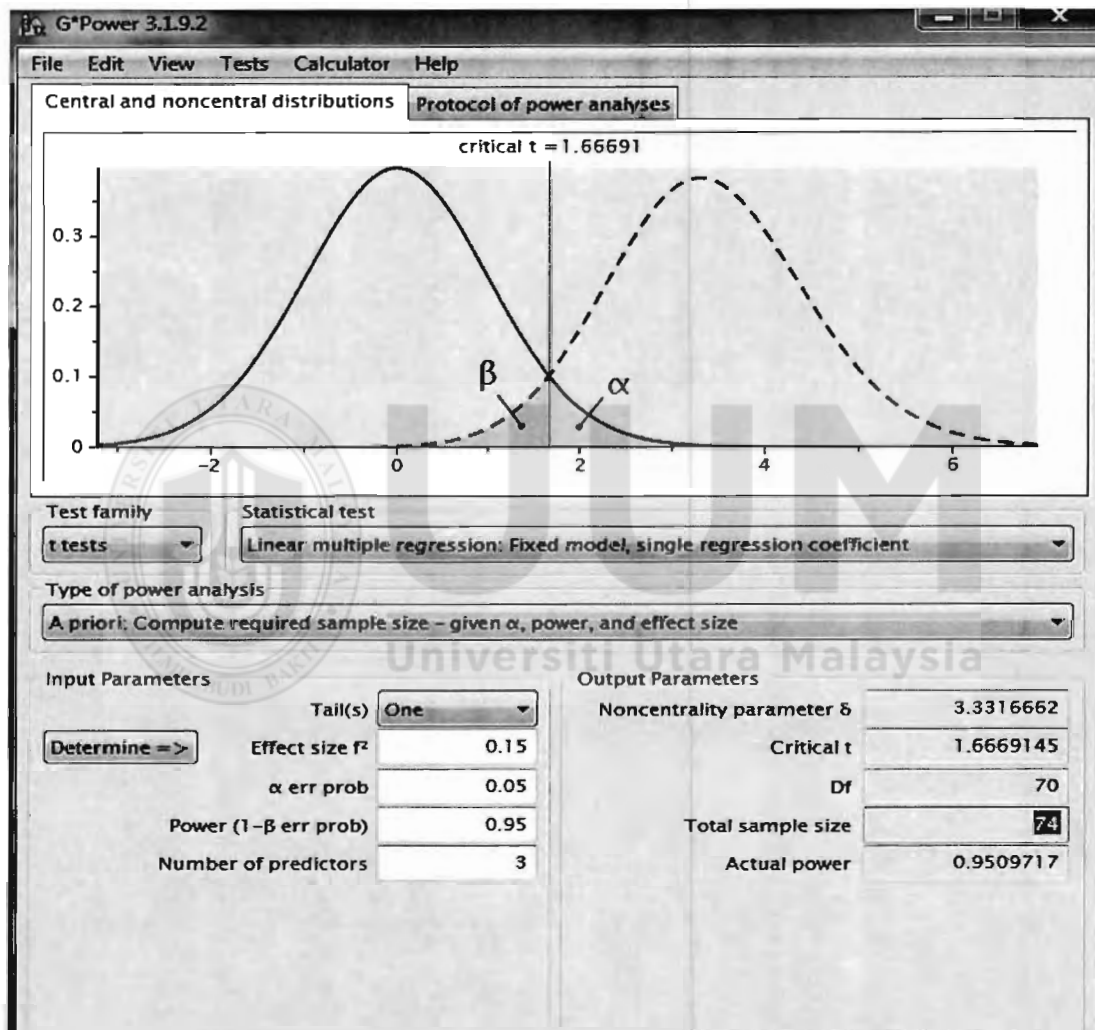 G*Power 3.1.9.2
File Edit View Tests Calculator Help
Central and noncentral distributions Protocol of power analyses
critical t =1.66691
0.3
0.2
0.1
0
β
α
-2 0 2 4 6
UUM
Universiti Utara Malaysia
Test family Statistical test
t tests Linear multiple regression: Fixed model, single regression coefficient
Type of power analysis
A priori: Compute required sample size – given α, power, and effect size
Input Parameters Output Parameters
Tail(s) One Noncentrality parameter δ 3.3316662
Determine => Effect size f² 0.15 Critical t 1.6669145
α err prob 0.05 Df 70
Power (1-β err prob) 0.95 Total sample size 74
Number of predictors 3 Actual power 0.9509717